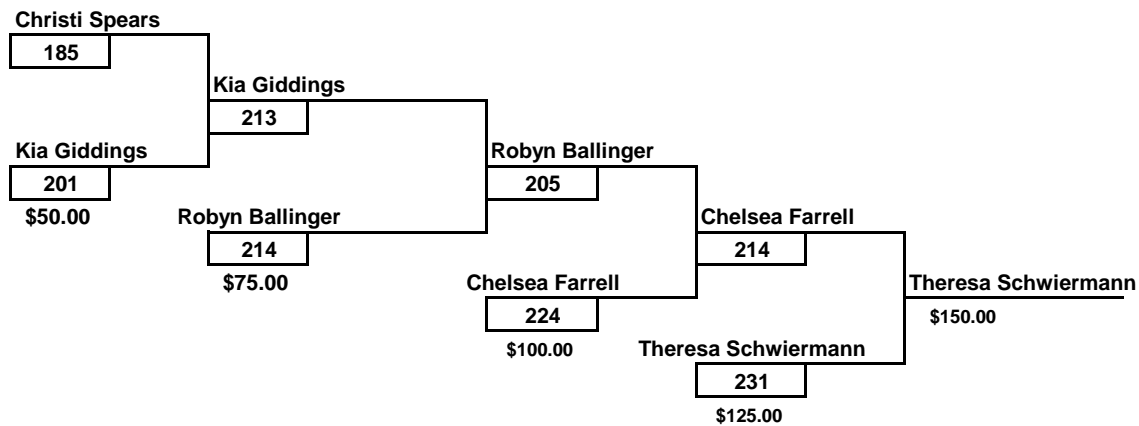 Christi Spears
185
Kia Giddings
213
Kia Giddings
201
$50.00
Robyn Ballinger
205
Robyn Ballinger
214
$75.00
Chelsea Farrell
214
Chelsea Farrell
224
$100.00
Theresa Schwiermann
$150.00
Theresa Schwiermann
231
$125.00